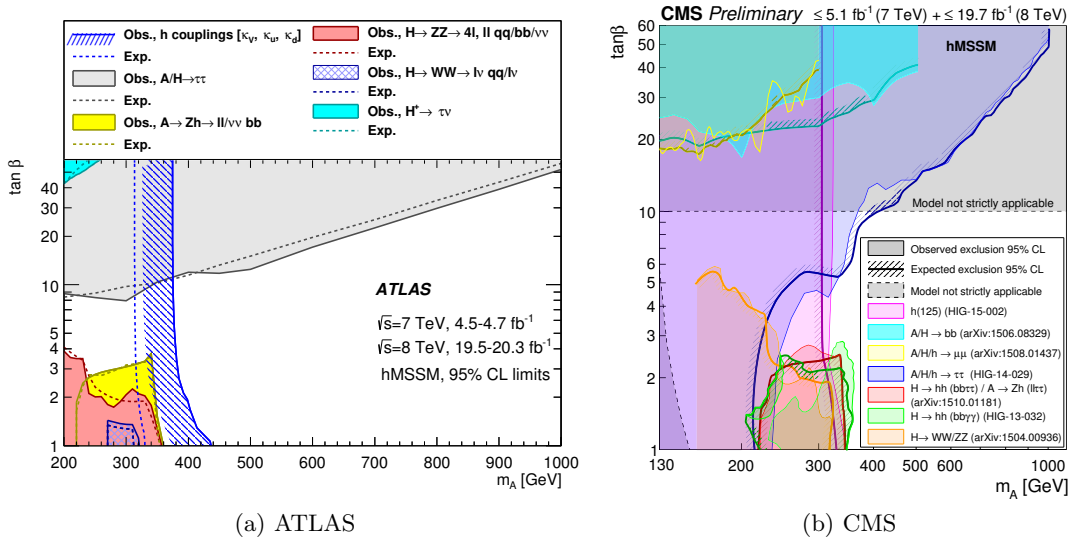 Obs., h couplings [κV, κu, κd]
Exp.
Obs., A/H→ττ
Exp.
Obs., A→Zh→ll/νν bb
Exp.
Obs., H→ZZ→4l, ll qq/bb/νν
Exp.
Obs., H→WW→lν qq/lν
Exp.
Obs., H⁺→τν
Exp.
tan β
40
30
20
10
5
4
3
2
1
ATLAS
√s=7 TeV, 4.5-4.7 fb⁻¹
√s=8 TeV, 19.5-20.3 fb⁻¹
hMSSM, 95% CL limits
200 300 400 500 600 700 800 900 1000
mA [GeV]
(a) ATLAS
CMS Preliminary ≤ 5.1 fb⁻¹ (7 TeV) + ≤ 19.7 fb⁻¹ (8 TeV)
tanβ
60
50
40
30
20
10
6
5
4
3
2
1
hMSSM
Model not strictly applicable
Observed exclusion 95% CL
Expected exclusion 95% CL
Model not strictly applicable
h(125) (HIG-15-002)
A/H→bb (arXiv:1506.08329)
A/H/h→μμ (arXiv:1508.01437)
A/H/h→ττ (HIG-14-029)
H→hh (bbττ) / A→Zh (llττ)
(arXiv:1510.01181)
H→hh (bbγγ) (HIG-13-032)
H→WW/ZZ (arXiv:1504.00936)
130 200 300 400 500 1000
mA [GeV]
(b) CMS